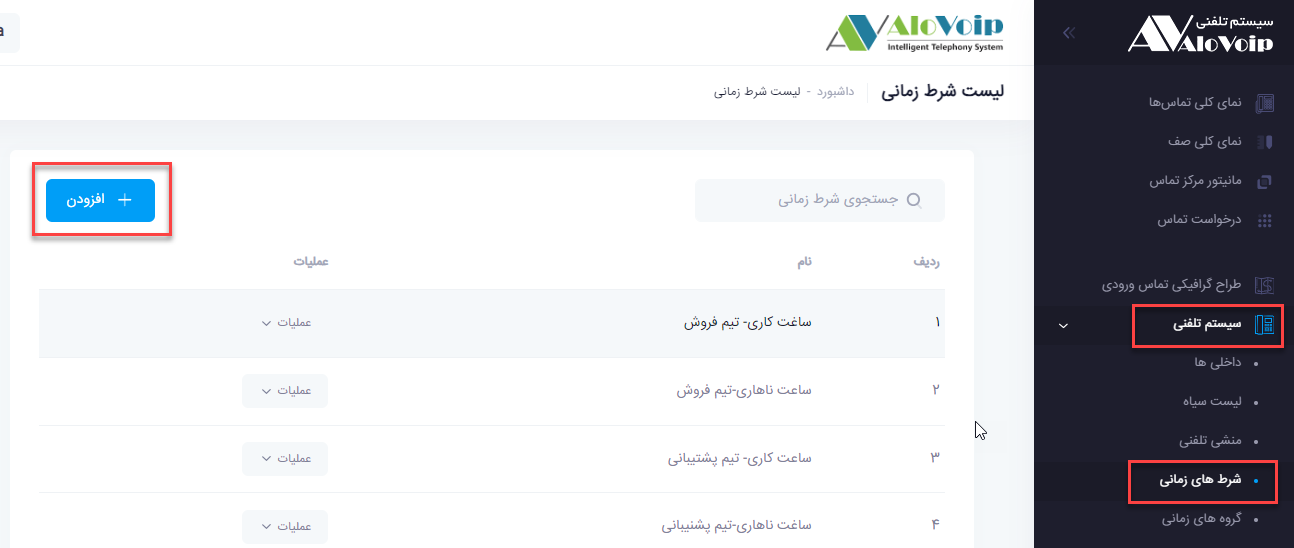 سیستم تلفنی
AloVoip
نمای کلی تماس‌ها
نمای کلی صف
مانیتور مرکز تماس
درخواست تماس
طراح گرافیکی تماس ورودی
سیستم تلفنی
داخلی ها
لیست سیاه
منشی تلفنی
شرط های زمانی
گروه های زمانی
AloVoip
Intelligent Telephony System
a
لیست شرط زمانی
داشبورد - لیست شرط زمانی
جستجوی شرط زمانی
افزودن
ردیف نام عملیات
۱ ساغت کاری- تیم فروش عملیات
۲ ساعت ناهاری-تیم فروش عملیات
۳ ساعت کاری- تیم پشتیبانی عملیات
۴ ساغت ناهاری-تیم پشنیبانی عملیات